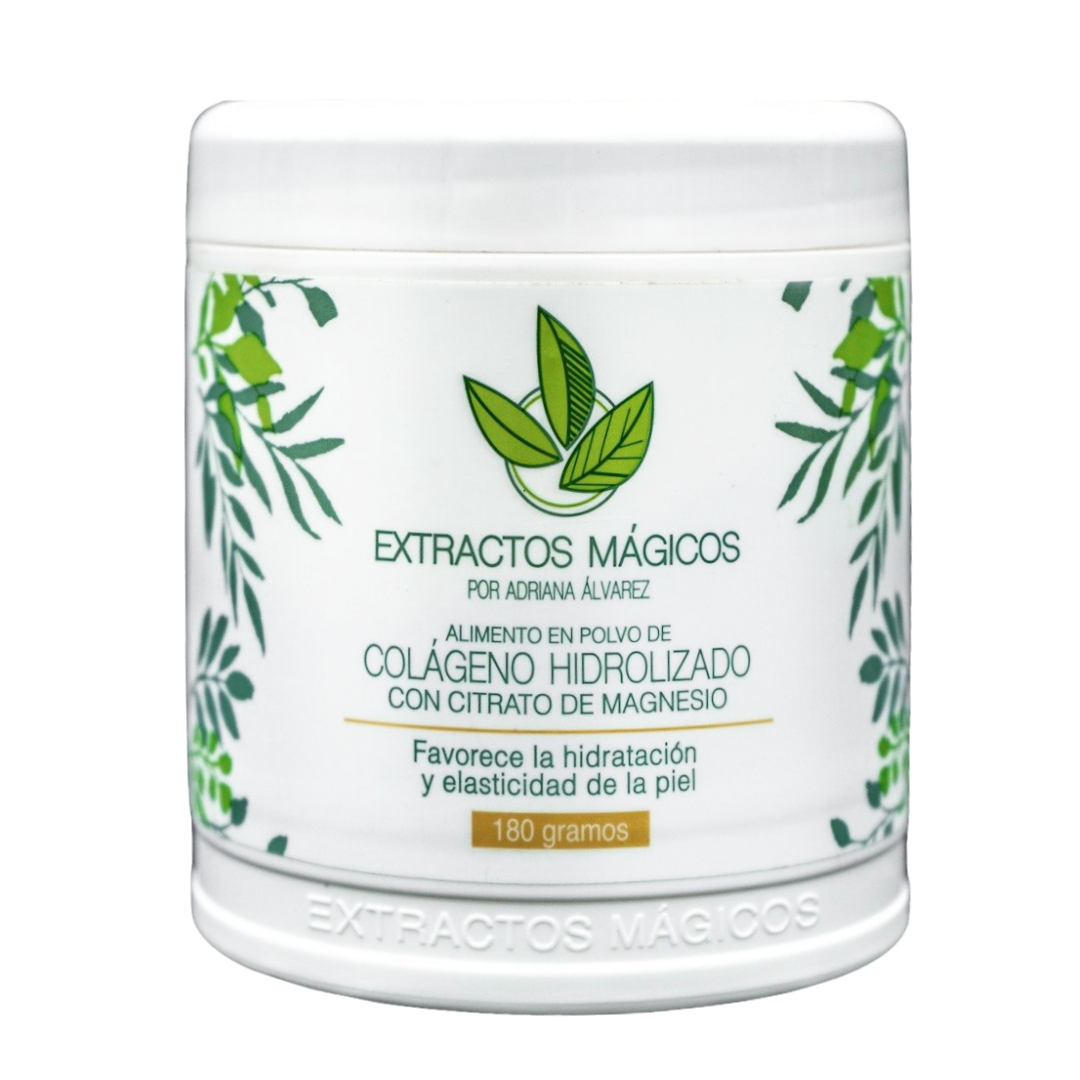 EXTRACTOS MÁGICOS
POR ADRIANA ÁLVAREZ
ALIMENTO EN POLVO DE
COLÁGENO HIDROLIZADO
CON CITRATO DE MAGNESIO
Favorece la hidratación
y elasticidad de la piel
180 gramos
EXTRACTOS MÁGICOS